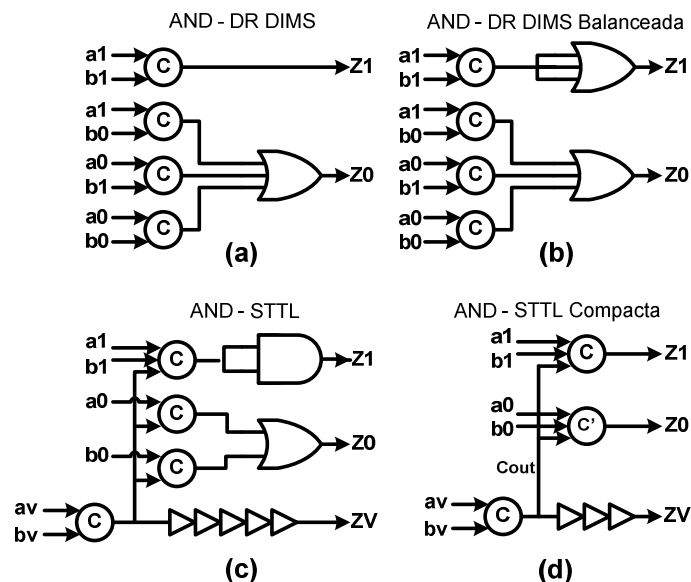 AND - DR DIMS
a1
b1
C
Z1
a1
b0
C
a0
b1
C
Z0
a0
b0
C
(a)
AND - DR DIMS Balanceada
a1
b1
C
Z1
a1
b0
C
a0
b1
C
Z0
a0
b0
C
(b)
AND - STTL
a1
b1
C
Z1
a0
C
Z0
b0
C
av
bv
C
ZV
(c)
AND - STTL Compacta
a1
b1
C
Z1
a0
b0
C'
Z0
Cout
av
bv
C
ZV
(d)